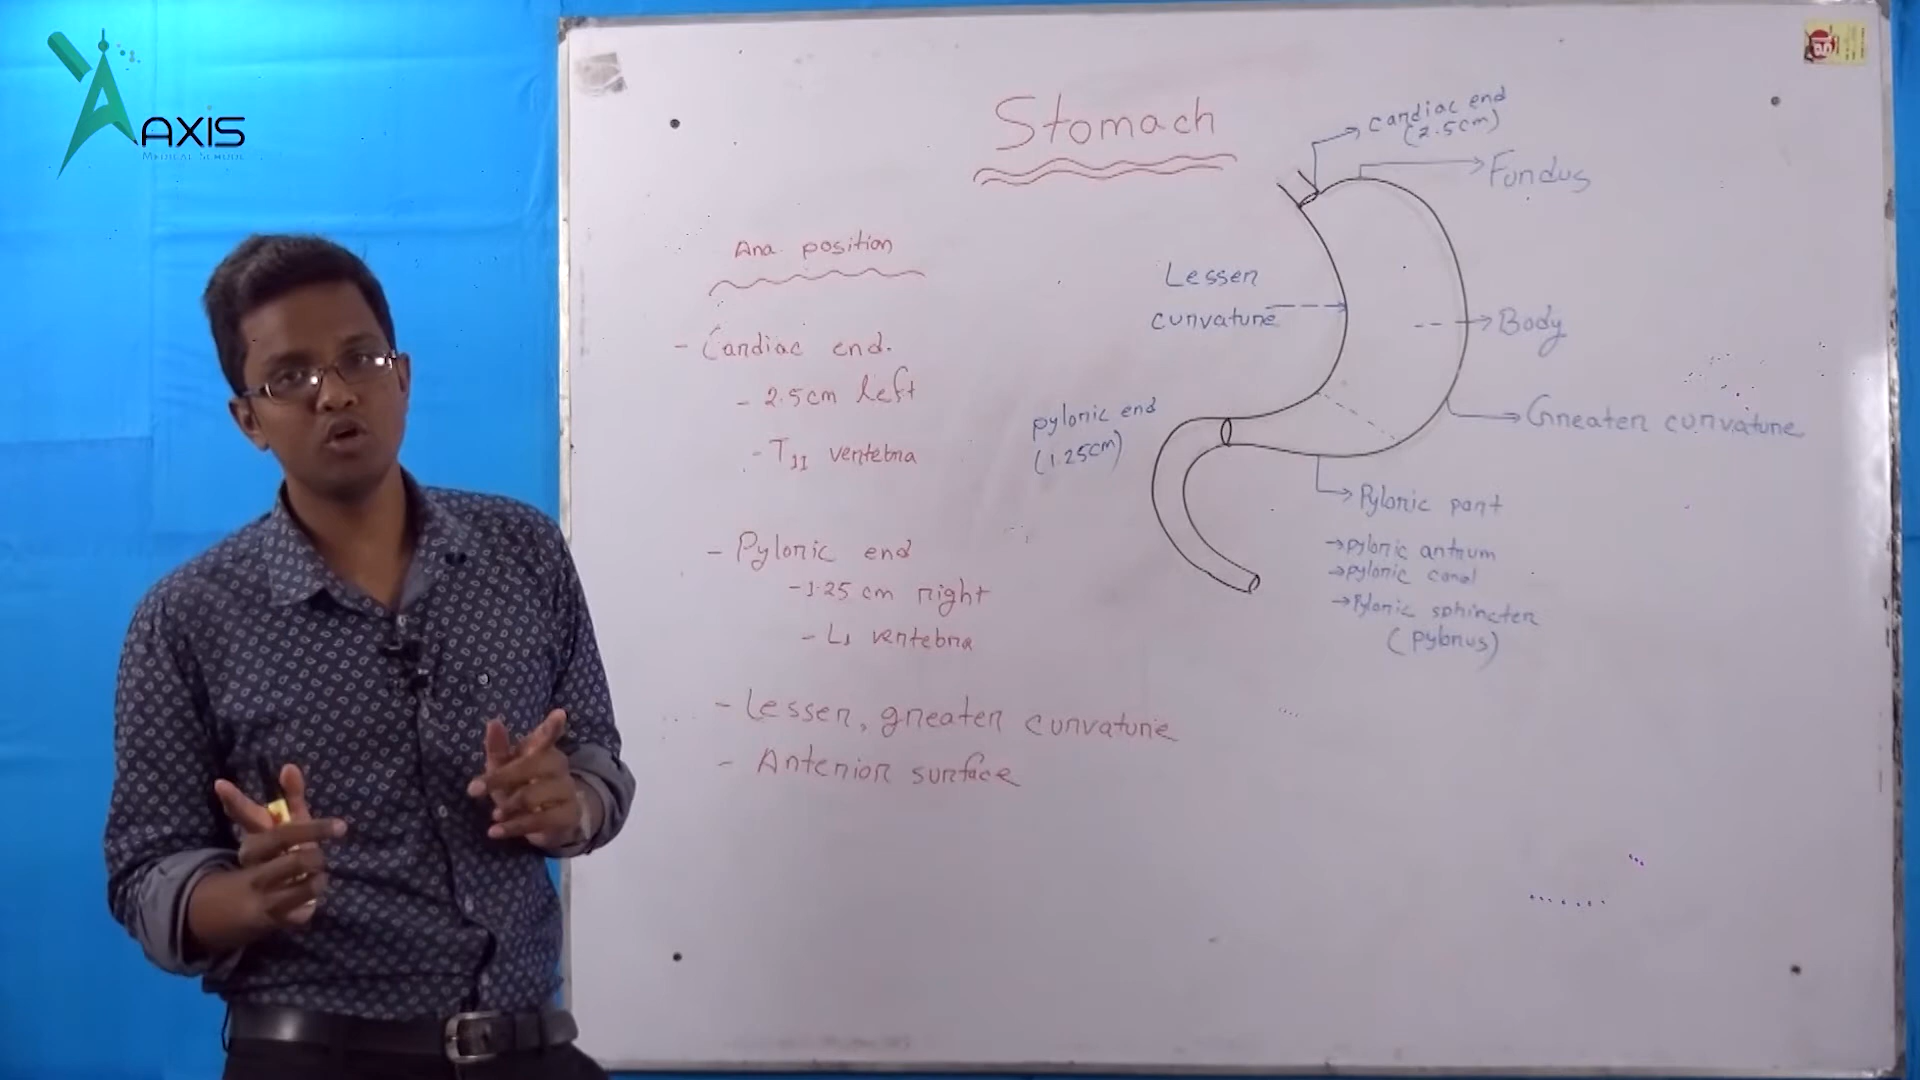 AXIS
MEDICAL SCHOOL
Stomach
Ana. position
- Cardiac end.
- 2.5cm left
- T11 vertebra
- Pyloric end
- 1.25 cm right
- L1 vertebra
- Lesser, greater curvature
- Anterior surface
cardiac end
(2.5cm)
Fundus
Lesser
curvature
Body
Greater curvature
pyloric end
(1.25cm)
Pyloric part
→pyloric antrum
→pyloric canal
→Pyloric sphincter
(pylorus)